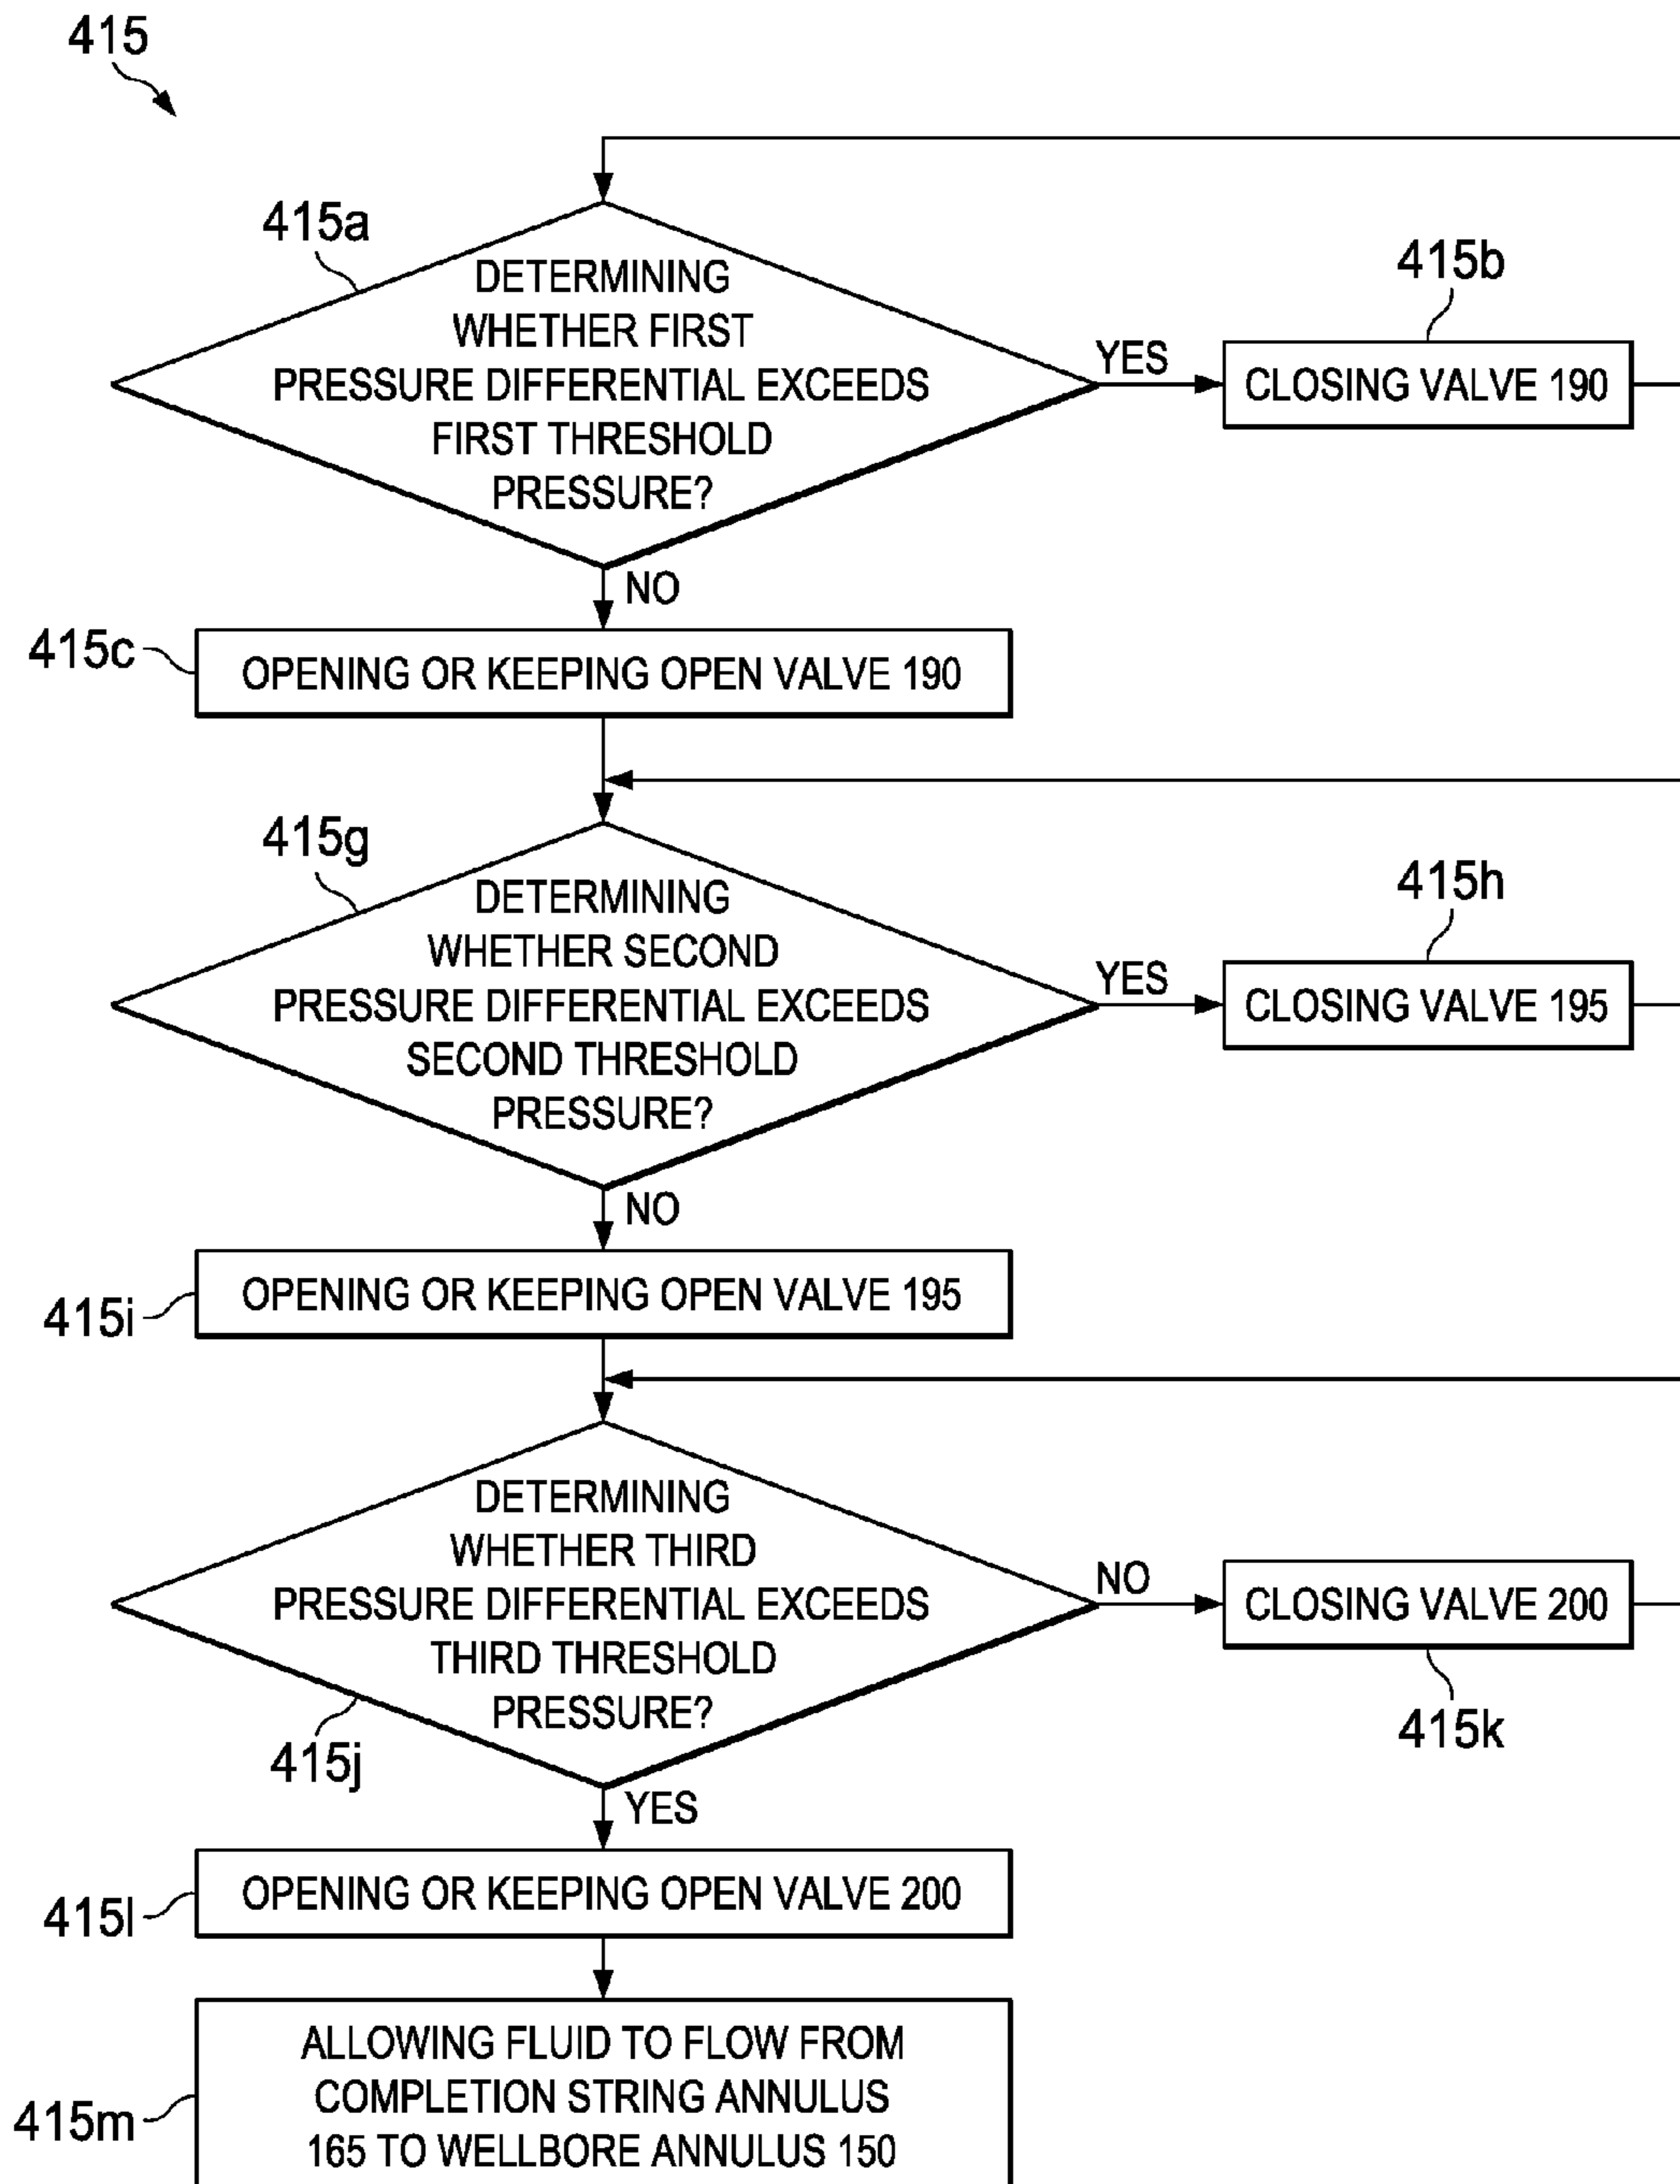 415
415a
DETERMINING
WHETHER FIRST
PRESSURE DIFFERENTIAL EXCEEDS
FIRST THRESHOLD
PRESSURE?
YES
415b
CLOSING VALVE 190
NO
415c
OPENING OR KEEPING OPEN VALVE 190
415g
DETERMINING
WHETHER SECOND
PRESSURE DIFFERENTIAL EXCEEDS
SECOND THRESHOLD
PRESSURE?
YES
415h
CLOSING VALVE 195
NO
415i
OPENING OR KEEPING OPEN VALVE 195
DETERMINING
WHETHER THIRD
PRESSURE DIFFERENTIAL EXCEEDS
THIRD THRESHOLD
PRESSURE?
415j
NO
CLOSING VALVE 200
415k
YES
415l
OPENING OR KEEPING OPEN VALVE 200
415m
ALLOWING FLUID TO FLOW FROM
COMPLETION STRING ANNULUS
165 TO WELLBORE ANNULUS 150